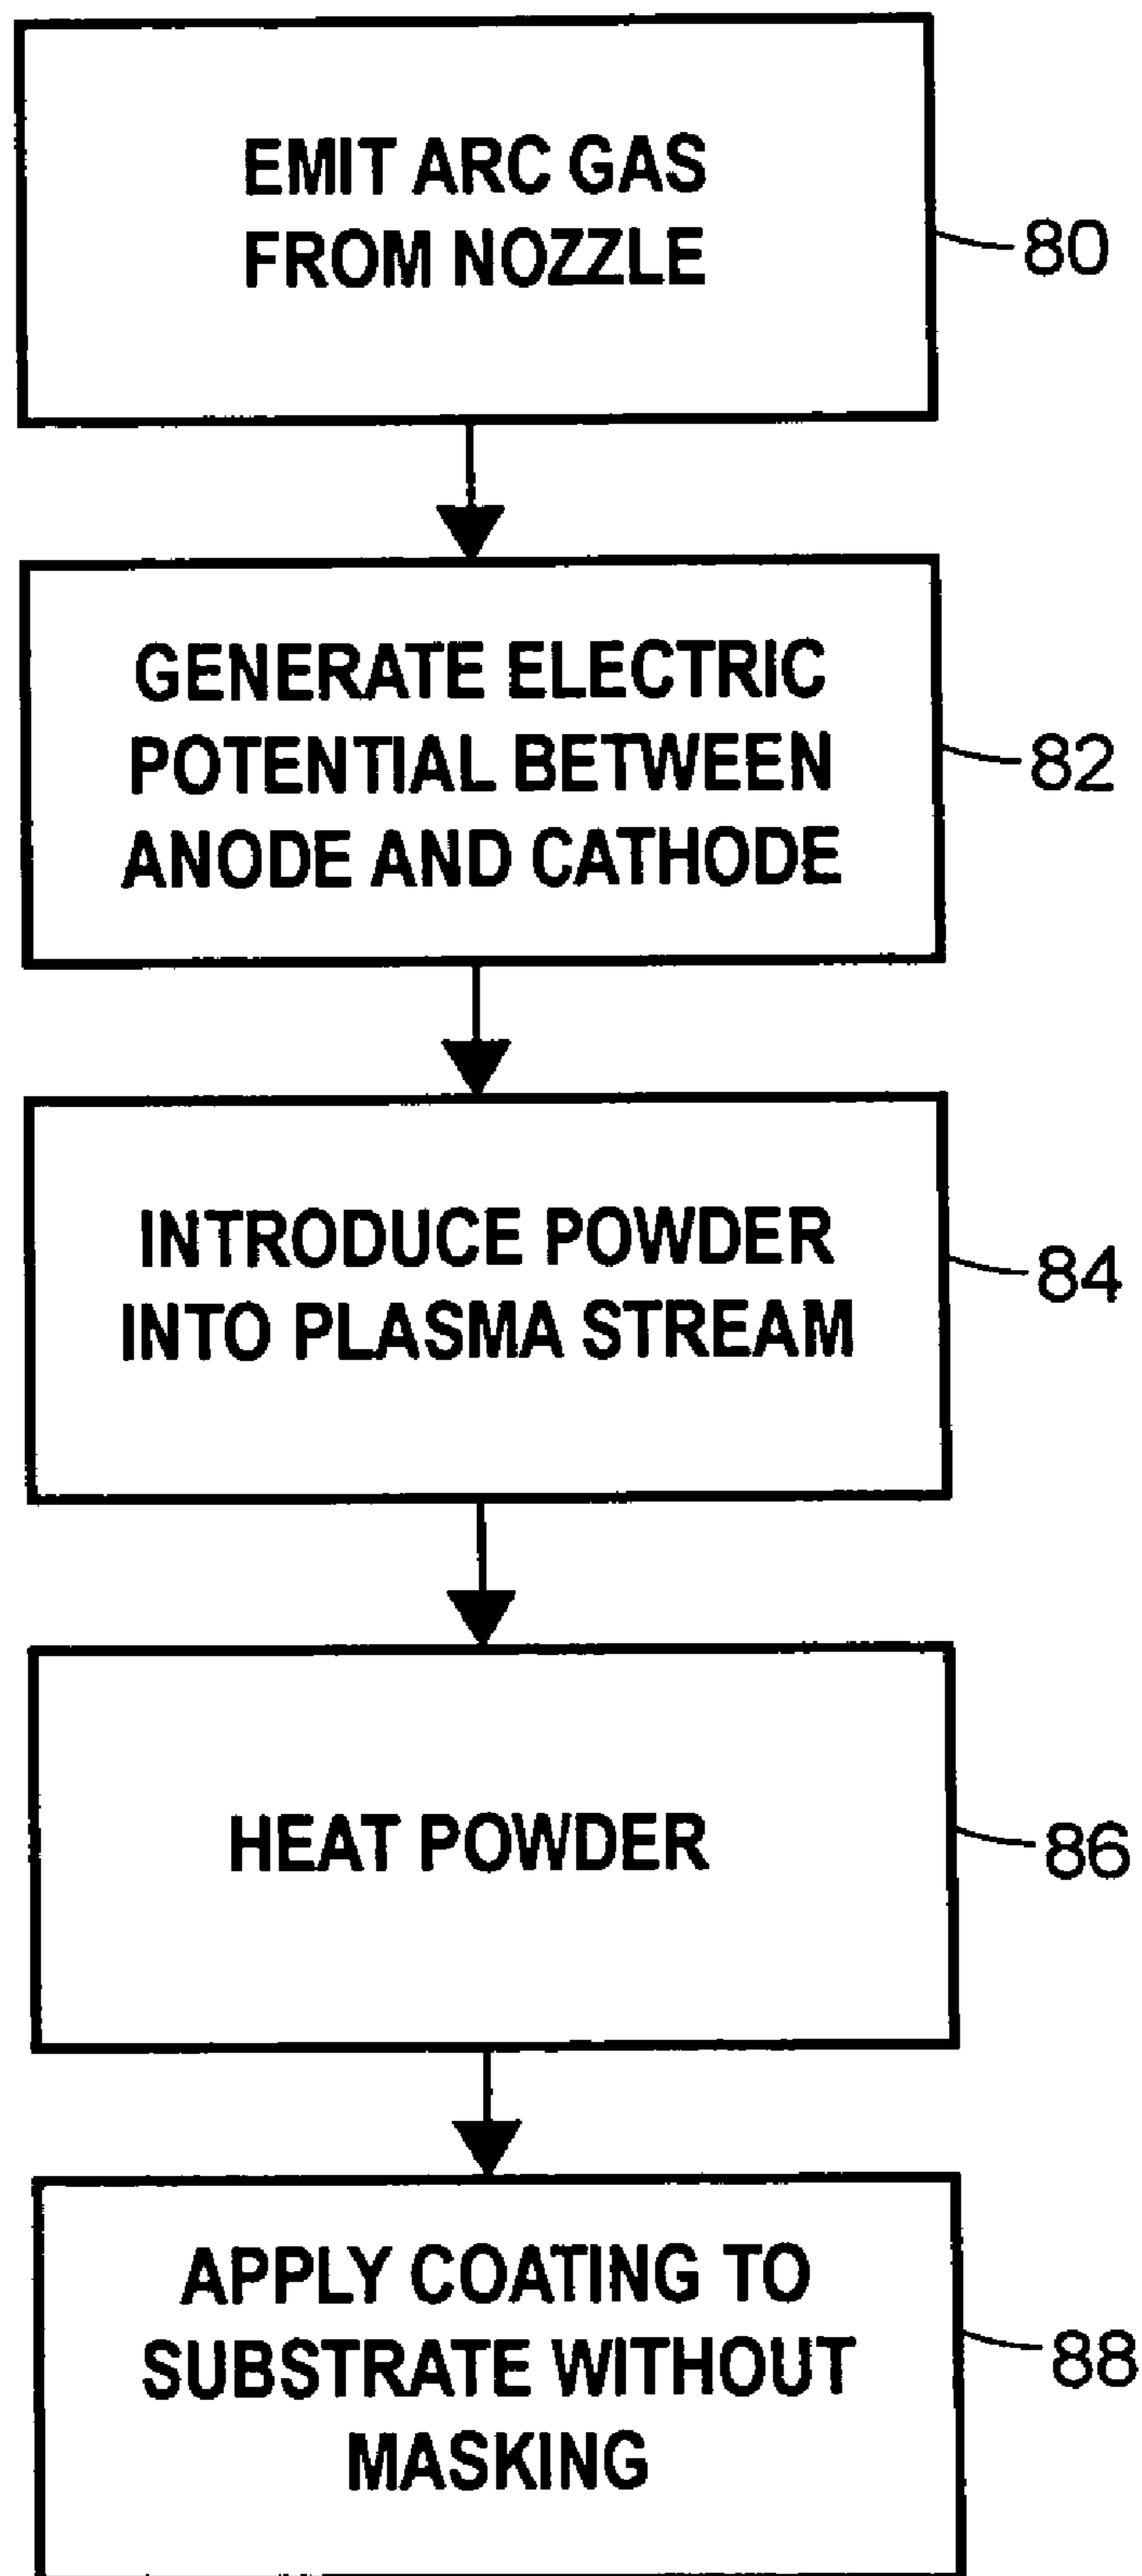 EMIT ARC GAS
FROM NOZZLE
80
GENERATE ELECTRIC
POTENTIAL BETWEEN
ANODE AND CATHODE
82
INTRODUCE POWDER
INTO PLASMA STREAM
84
HEAT POWDER
86
APPLY COATING TO
SUBSTRATE WITHOUT
MASKING
88